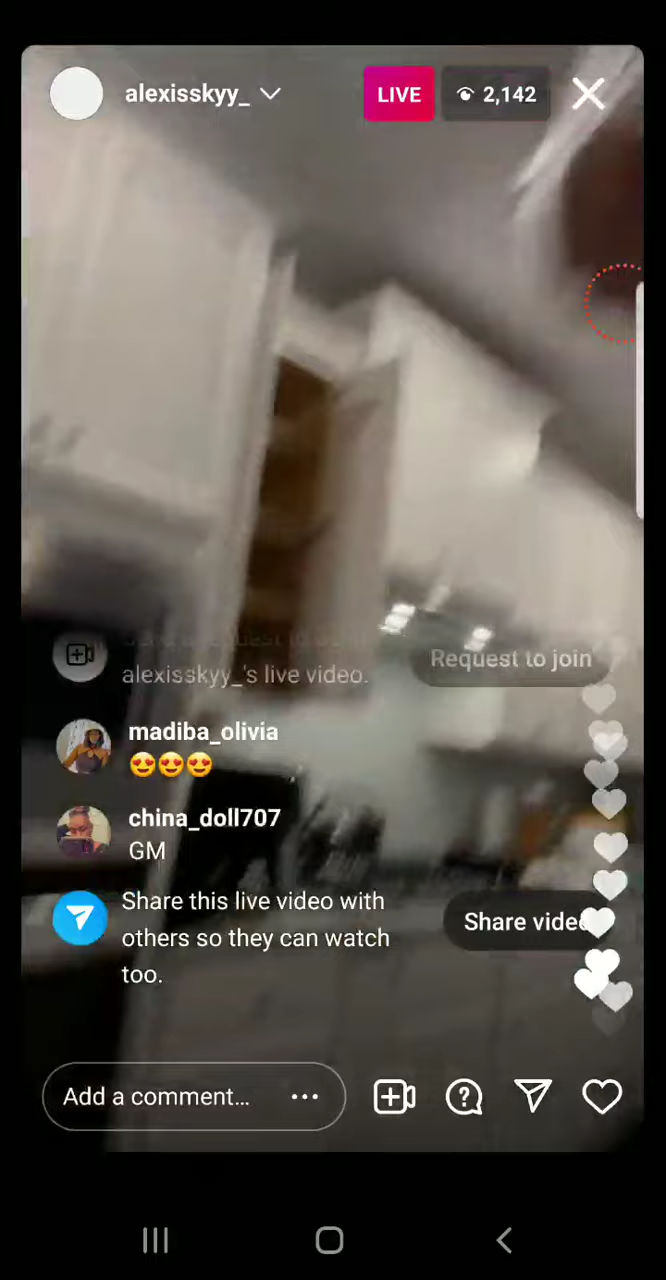 alexisskyy_
LIVE
2,142
alexisskyy_'s live video.
Request to join
madiba_olivia
😍😍😍
china_doll707
GM
Share this live video with
others so they can watch
too.
Share video
Add a comment...